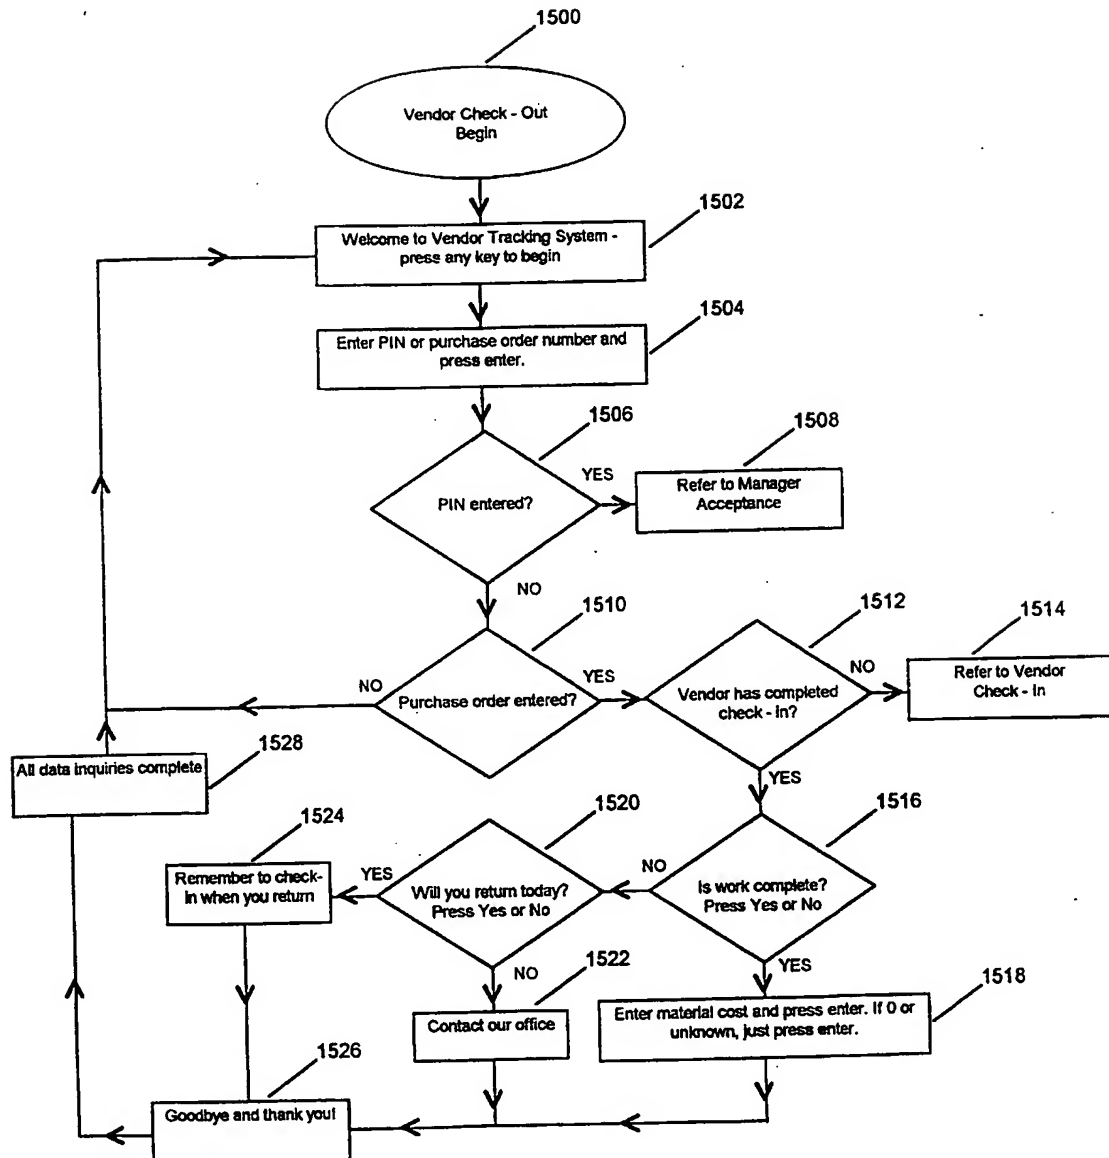 1500
Vendor Check - Out
Begin
1502
Welcome to Vendor Tracking System -
press any key to begin
1504
Enter PIN or purchase order number and
press enter.
1506
PIN entered?
YES
1508
Refer to Manager
Acceptance
NO
1510
Purchase order entered?
NO
YES
1512
Vendor has completed
check - in?
NO
1514
Refer to Vendor
Check - In
YES
1516
Is work complete?
Press Yes or No
NO
1520
Will you return today?
Press Yes or No
YES
1524
Remember to check-
in when you return
1528
All data inquiries complete
NO
1522
Contact our office
YES
1518
Enter material cost and press enter. If 0 or
unknown, just press enter.
1526
Goodbye and thank you!